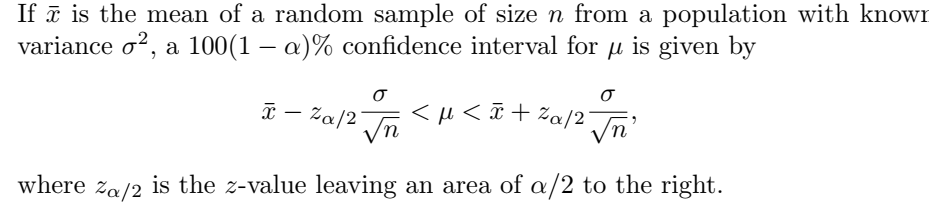 If x̄ is the mean of a random sample of size n from a population with known
variance σ², a 100(1 − α)% confidence interval for μ is given by
x̄ − z_{α/2} σ/√n < μ < x̄ + z_{α/2} σ/√n,
where z_{α/2} is the z-value leaving an area of α/2 to the right.